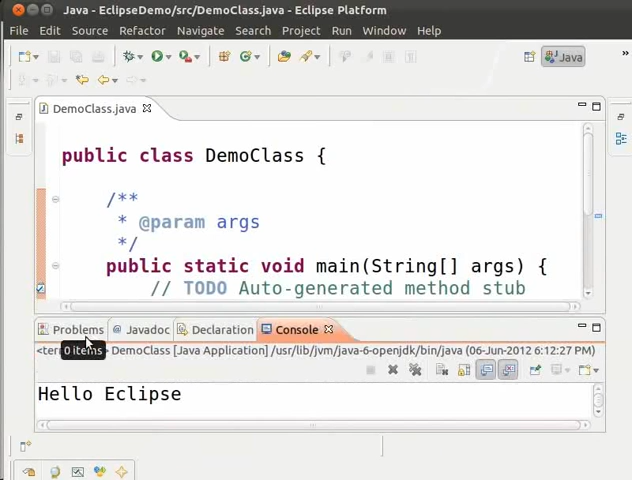 Java - EclipseDemo/src/DemoClass.java - Eclipse Platform
File Edit Source Refactor Navigate Search Project Run Window Help
Java
»
DemoClass.java
public class DemoClass {
/**
* @param args
*/
public static void main(String[] args) {
// TODO Auto-generated method stub
Problems @ Javadoc Declaration Console
<ter DemoClass [Java Application] /usr/lib/jvm/java-6-openjdk/bin/java (06-Jun-2012 6:12:27 PM)
0 items
Hello Eclipse